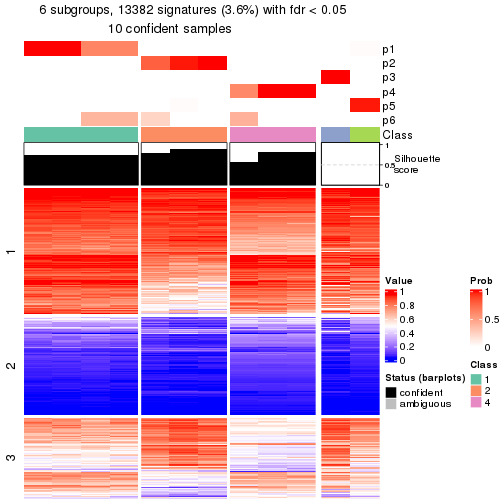 6 subgroups, 13382 signatures (3.6%) with fdr < 0.05
10 confident samples
p1
p2
p3
p4
p5
p6
Class
1
0.5
0
Silhouette
score
1
2
3
Value
1
0.8
0.6
0.4
0.2
0
Prob
1
0.5
0
Status (barplots)
confident
ambiguous
Class
1
2
4